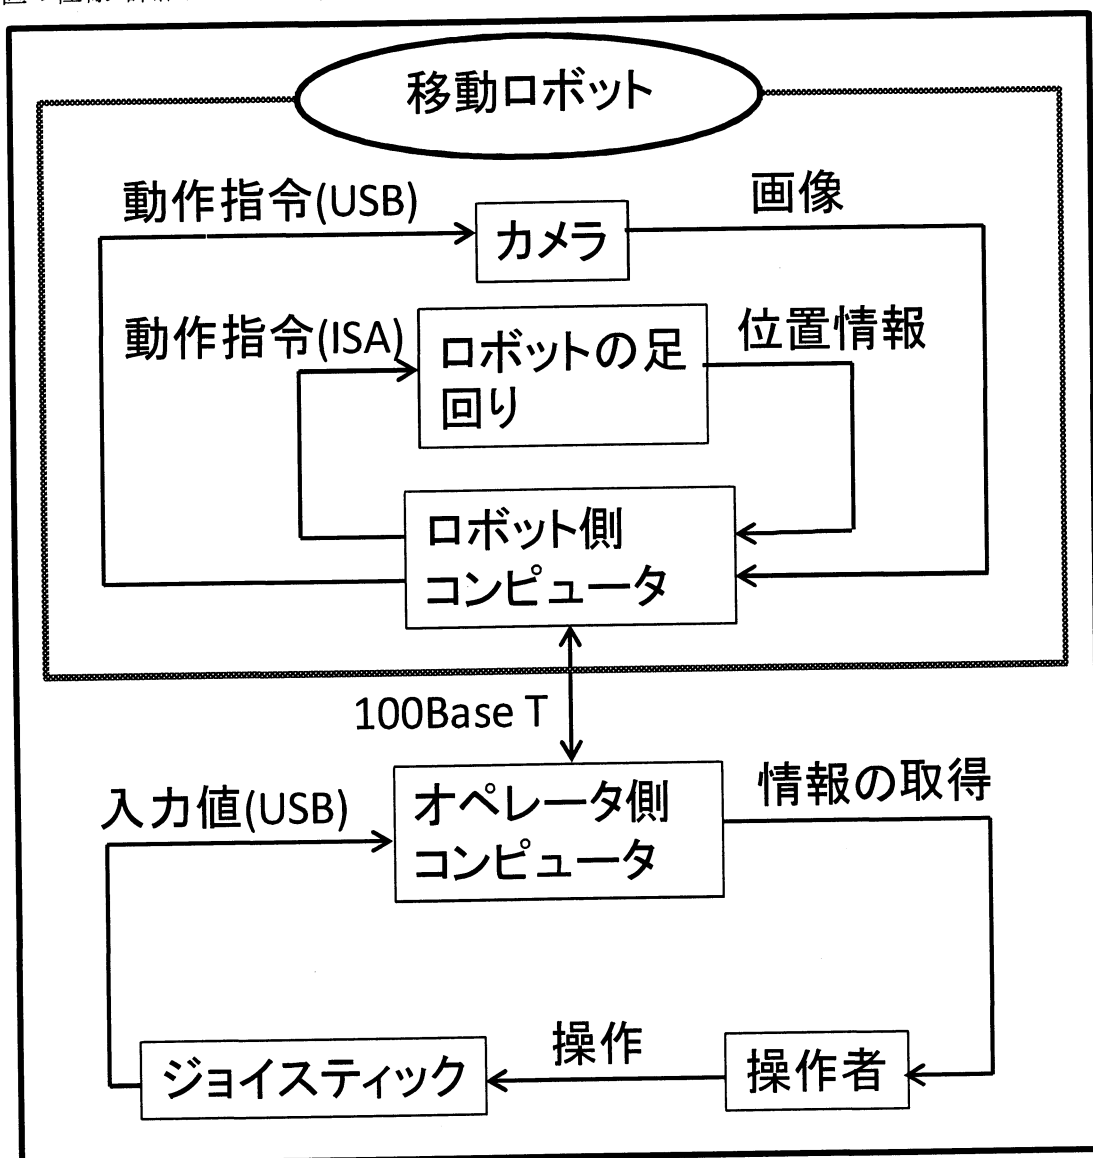 移動ロボット
動作指令(USB)
カメラ
画像
動作指令(ISA)
ロボットの足
回り
位置情報
ロボット側
コンピュータ
100Base T
入力値(USB)
オペレータ側
コンピュータ
情報の取得
ジョイスティック
操作
操作者